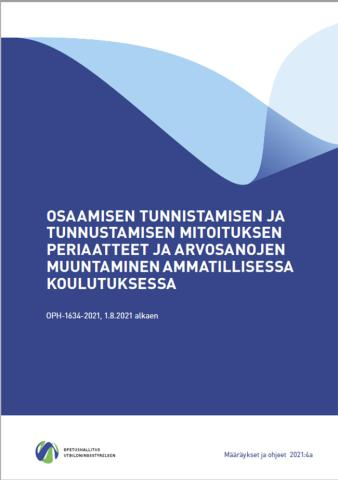 OSAAMISEN TUNNISTAMISEN JA
TUNNUSTAMISEN MITOITUKSEN
PERIAATTEET JA ARVOSANOJEN
MUUNTAMINEN AMMATILLISESSA
KOULUTUKSESSA
OPH-1634-2021, 1.8.2021 alkaen
OPETUSHALLITUS
UTBILDNINGSSTYRELSEN
Määräykset ja ohjeet 2021:4a